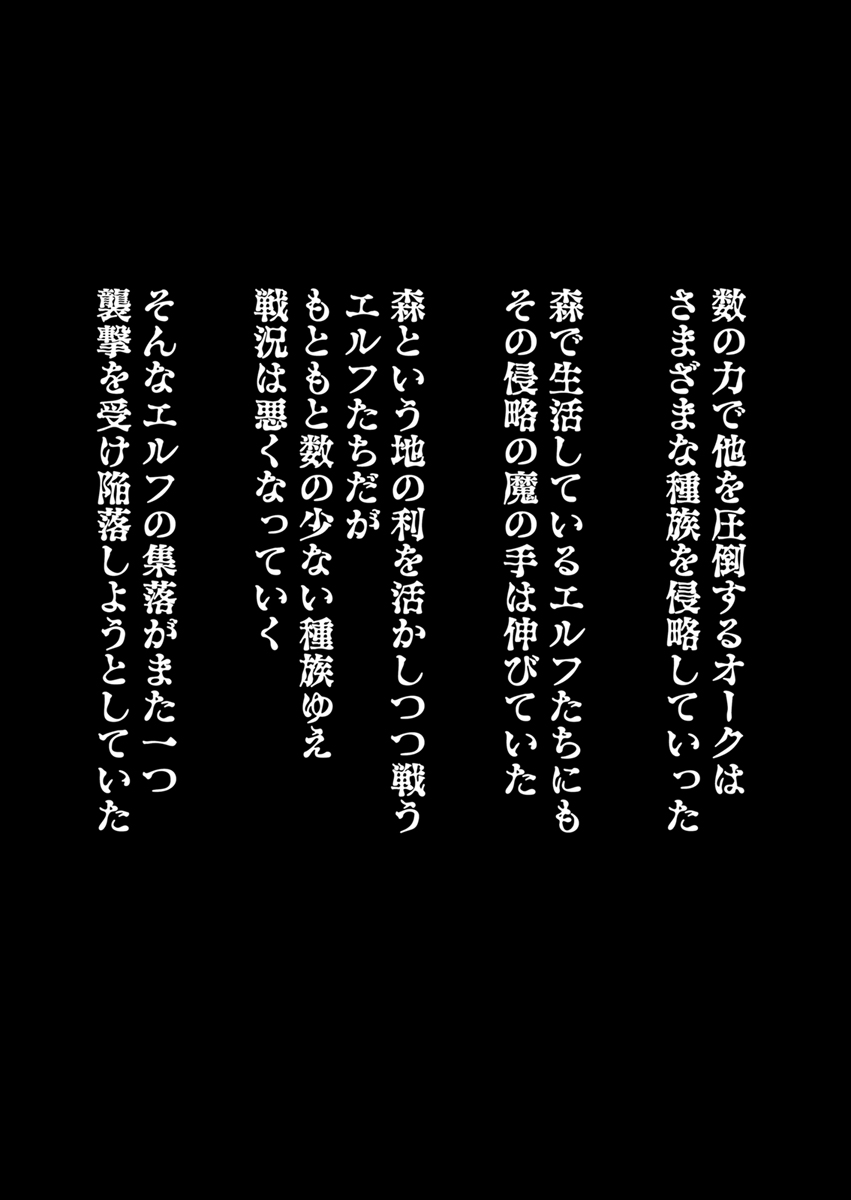 数の力で他を圧倒するオークは
さまざまな種族を侵略していった
森で生活しているエルフたちにも
その侵略の魔の手は伸びていた
森という地の利を活かしつつ戦う
エルフたちだが
もともと数の少ない種族ゆえ
戦況は悪くなっていく
そんなエルフの集落がまた一つ
襲撃を受け陥落しようとしていた